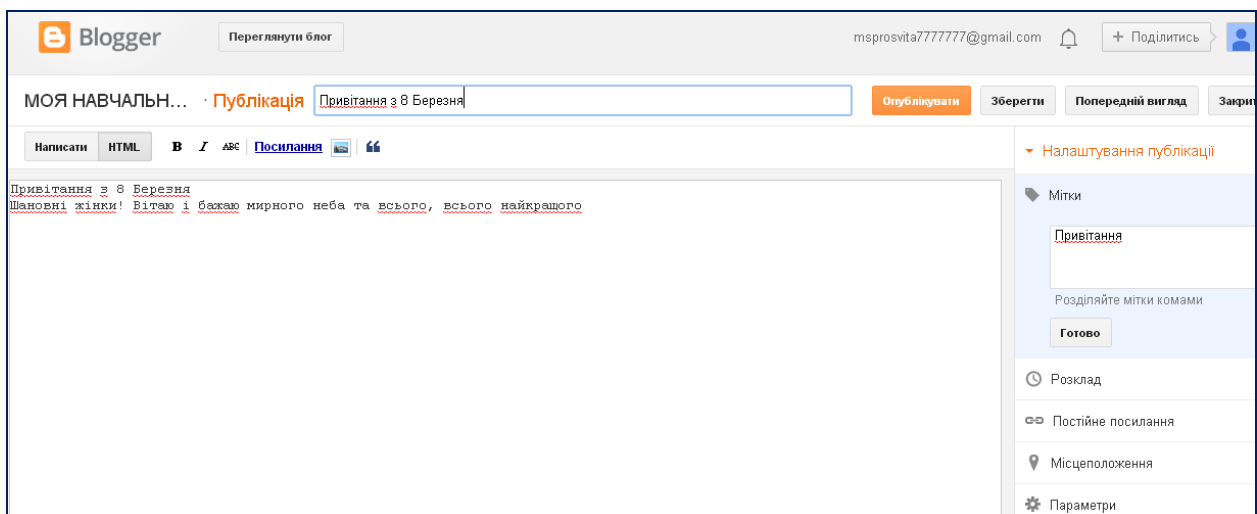 Blogger Переглянути блог msprosvita7777777@gmail.com + Поділитись
МОЯ НАВЧАЛЬН... · Публікація Привітання з 8 Березня Опублікувати Зберегти Попередній вигляд
Написати HTML B I ABC Посилання
Налаштування публікації
Привітання з 8 Березня
Шановні жінки! Вітаю і бажаю мирного неба та всього, всього найкращого
Мітки
Привітання
Розділяйте мітки комами
Готово
Розклад
Постійне посилання
Місцеположення
Параметри